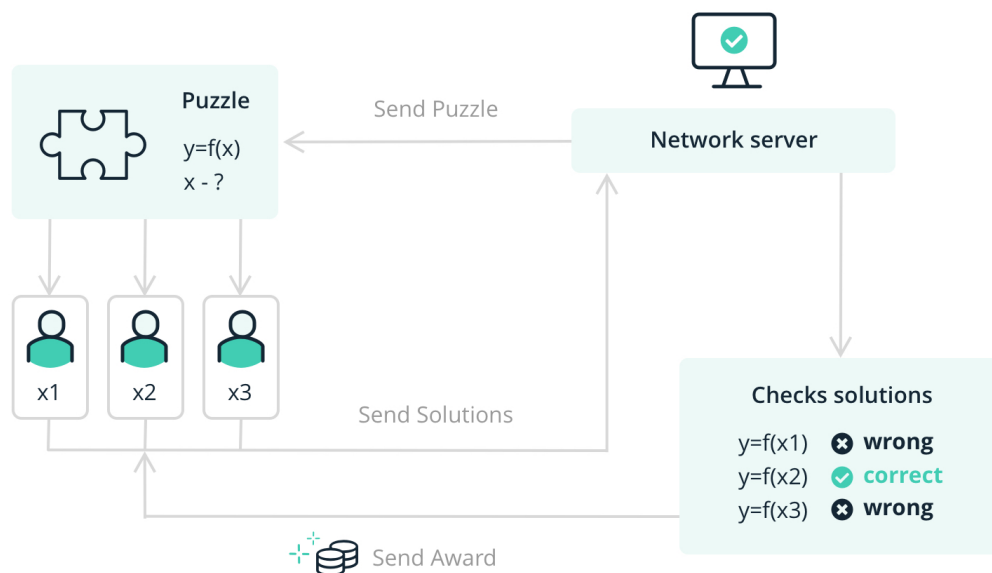 Puzzle
y=f(x)
x - ?
Send Puzzle
Network server
x1
x2
x3
Send Solutions
Checks solutions
y=f(x1) wrong
y=f(x2) correct
y=f(x3) wrong
Send Award